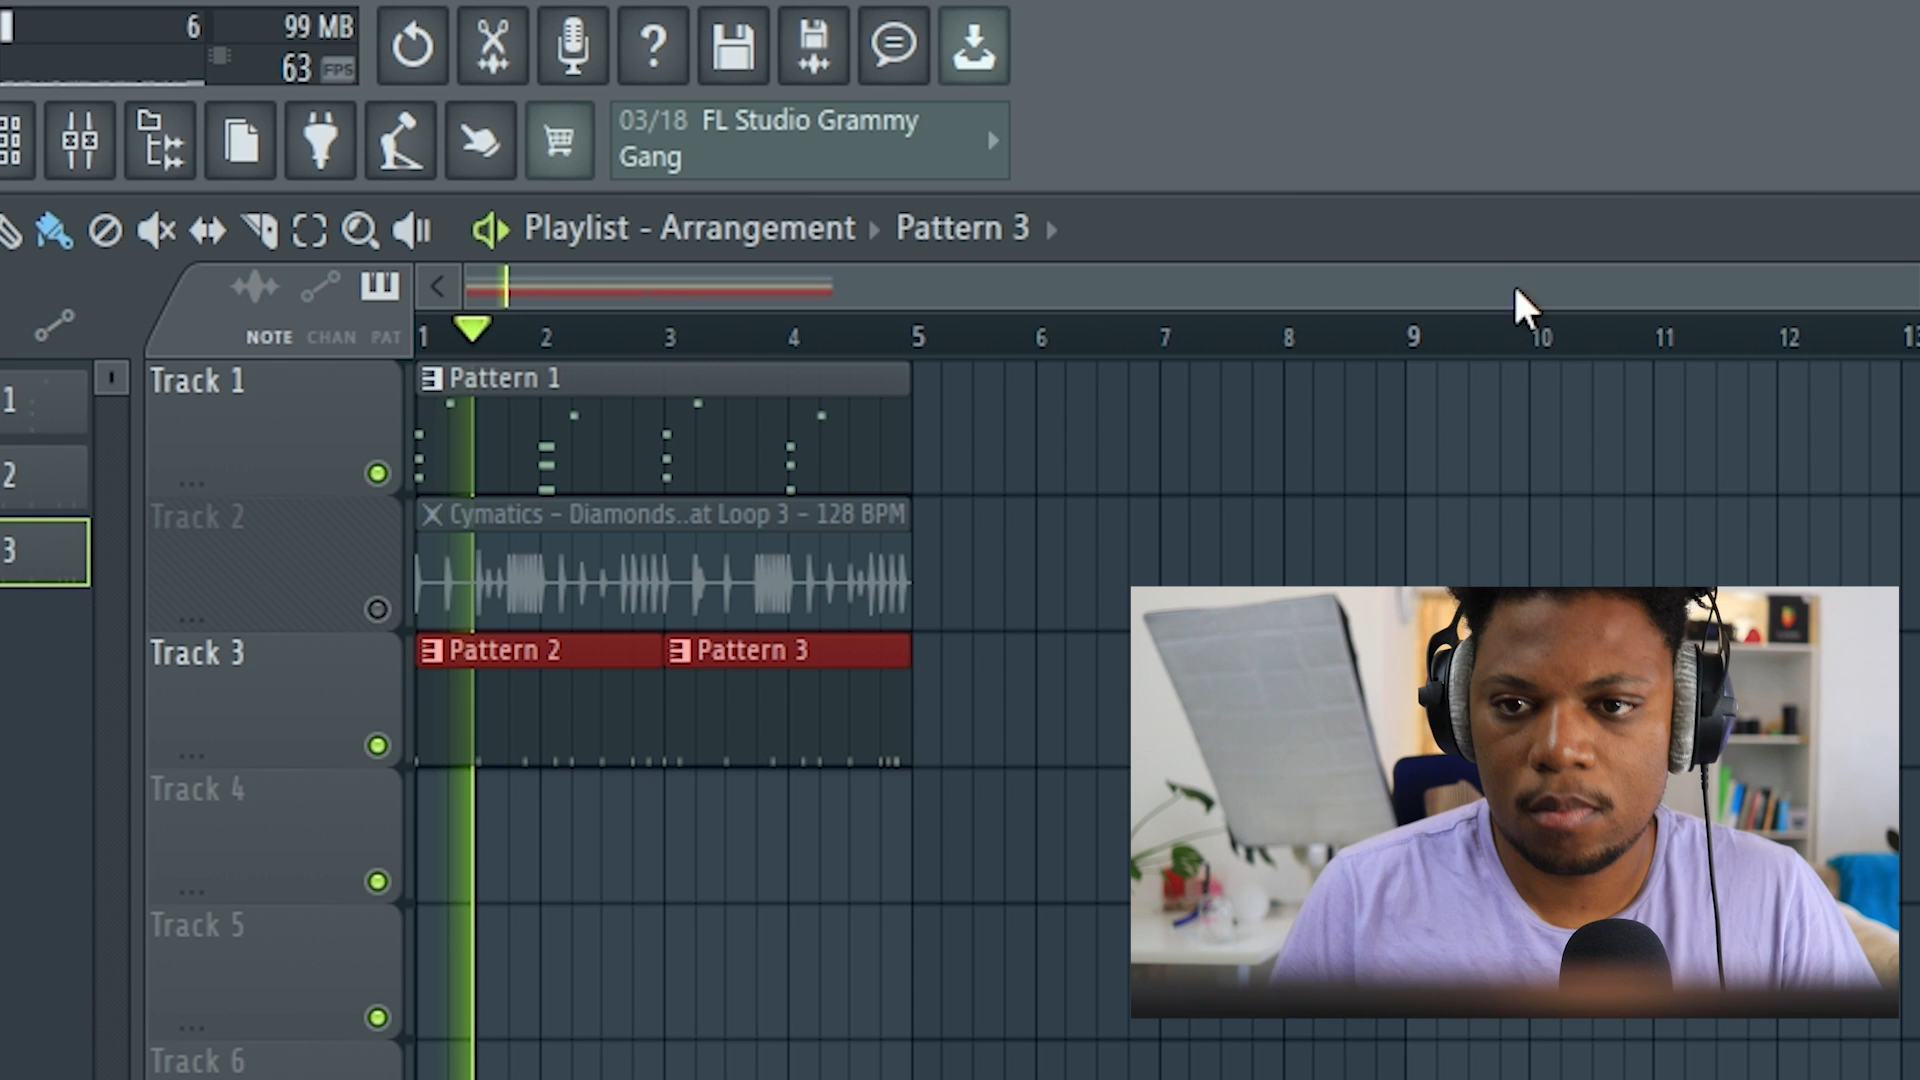 6
99 MB
63 FPS
03/18 FL Studio Grammy
Gang
Playlist - Arrangement
Pattern 3
NOTE CHAN PAT
1 2 3 4 5 6 7 8 9 10 11 12 13
1
2
3
Track 1
Pattern 1
Track 2
Cymatics - Diamonds..at Loop 3 - 128 BPM
Track 3
Pattern 2
Pattern 3
Track 4
Track 5
Track 6